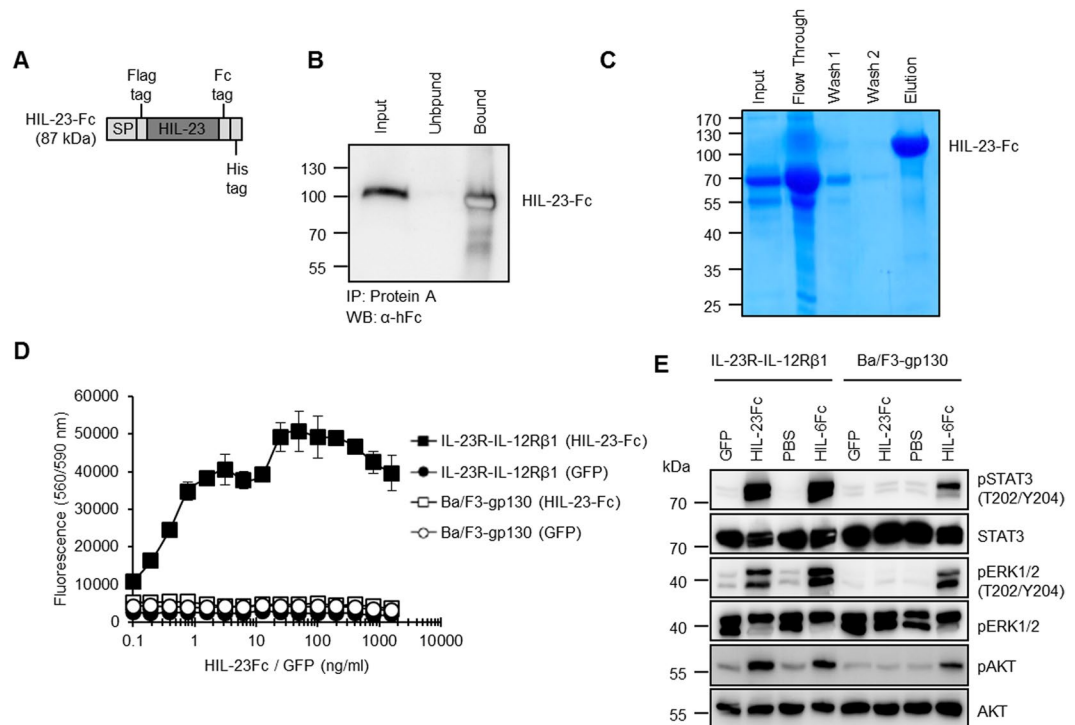 A
Flag
tag
Fc
tag
HIL-23-Fc
(87 kDa)
SP
HIL-23
His
tag
B
Input
Unbpund
Bound
130
100
70
55
HIL-23-Fc
IP: Protein A
WB: α-hFc
C
Input
Flow Through
Wash 1
Wash 2
Elution
170
130
100
70
55
40
35
25
HIL-23-Fc
D
Fluorescence (560/590 nm)
60000
50000
40000
30000
20000
10000
0
0.1
1
10
100
1000
10000
HIL-23Fc / GFP (ng/ml)
IL-23R-IL-12Rβ1 (HIL-23-Fc)
IL-23R-IL-12Rβ1 (GFP)
Ba/F3-gp130 (HIL-23-Fc)
Ba/F3-gp130 (GFP)
E
IL-23R-IL-12Rβ1
Ba/F3-gp130
GFP
HIL-23Fc
PBS
HIL-6Fc
GFP
HIL-23Fc
PBS
HIL-6Fc
kDa
70
pSTAT3
(T202/Y204)
70
STAT3
40
pERK1/2
(T202/Y204)
40
pERK1/2
55
pAKT
55
AKT